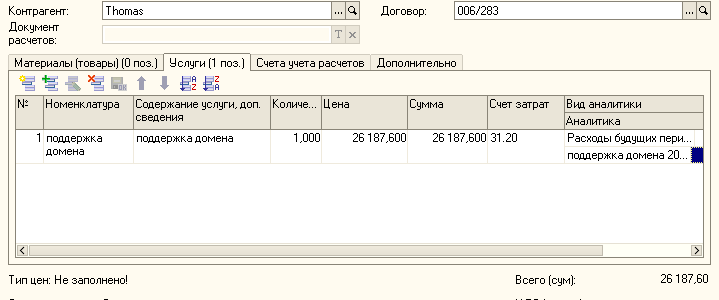 Контрагент: Thomas ... Договор: 006/283 ...
Документ расчетов: T ×
Материалы (товары) (0 поз.) Услуги (1 поз.) Счета учета расчетов Дополнительно
№ Номенклатура Содержание услуги, доп. сведения Количе... Цена Сумма Счет затрат Вид аналитики
Аналитика
1 поддержка домена поддержка домена 1,000 26 187,600 26 187,600 31.20 Расходы будущих пери...
поддержка домена 20...
Тип цен: Не заполнено! Всего (сум): 26 187,60